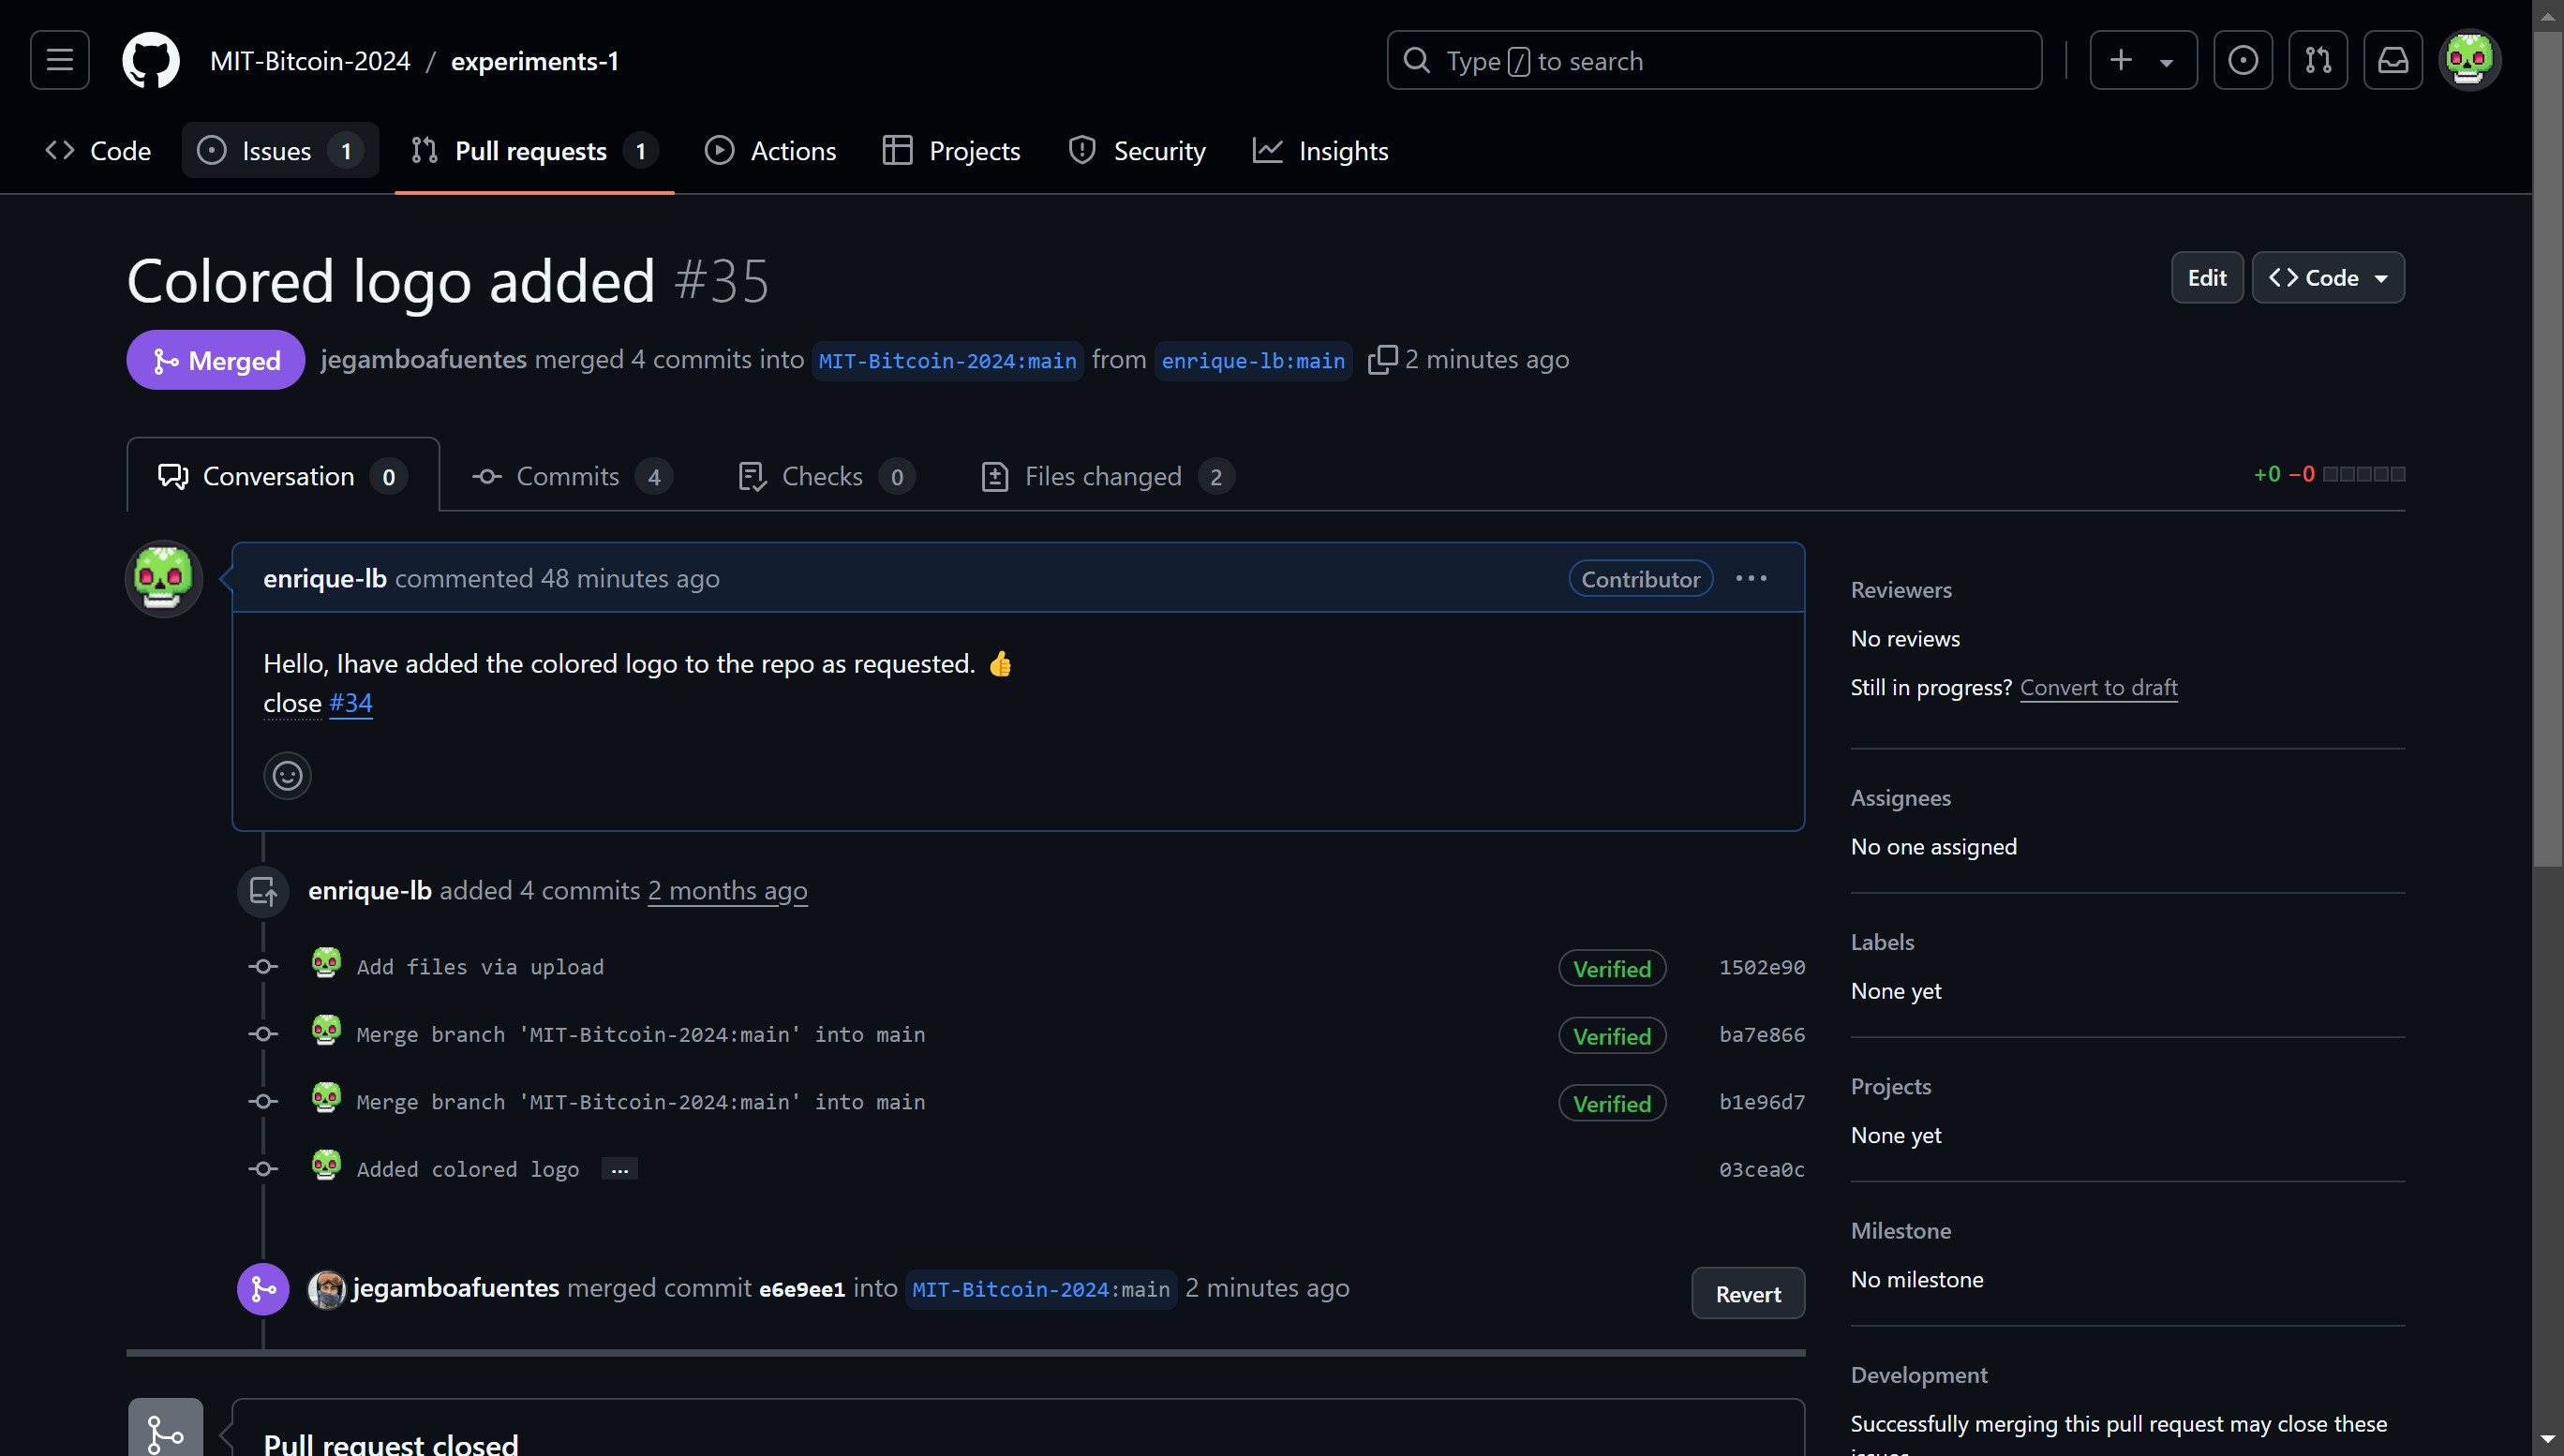 MIT-Bitcoin-2024 / experiments-1
Type / to search
Code
Issues 1
Pull requests 1
Actions
Projects
Security
Insights
Colored logo added #35
Edit
Code
Merged
jegamboafuentes merged 4 commits into MIT-Bitcoin-2024:main from enrique-lb:main 2 minutes ago
Conversation 0
Commits 4
Checks 0
Files changed 2
+0 −0
enrique-lb commented 48 minutes ago
Contributor
Hello, Ihave added the colored logo to the repo as requested. 👍
close #34
enrique-lb added 4 commits 2 months ago
Add files via upload Verified 1502e90
Merge branch 'MIT-Bitcoin-2024:main' into main Verified ba7e866
Merge branch 'MIT-Bitcoin-2024:main' into main Verified b1e96d7
Added colored logo … 03cea0c
jegamboafuentes merged commit e6e9ee1 into MIT-Bitcoin-2024:main 2 minutes ago
Revert
Pull request closed
Reviewers
No reviews
Still in progress? Convert to draft
Assignees
No one assigned
Labels
None yet
Projects
None yet
Milestone
No milestone
Development
Successfully merging this pull request may close these